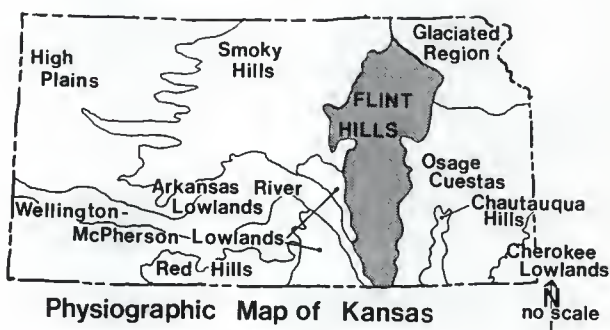 High
Plains
Smoky
Hills
Glaciated
Region
FLINT
HILLS
Osage
Cuestas
Arkansas River
Lowlands
Wellington-
McPherson-Lowlands
Chautauqua
Hills
Red Hills
Cherokee
Lowlands
Physiographic Map of Kansas
N
no scale